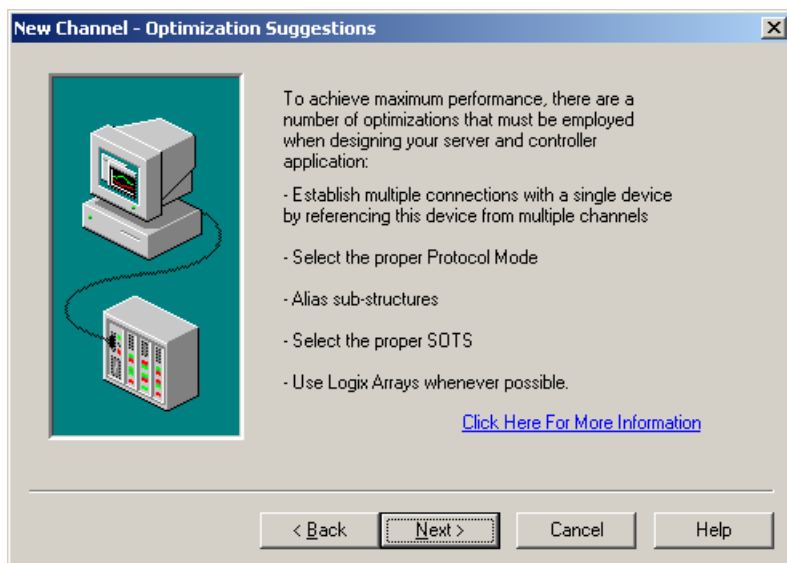 New Channel - Optimization Suggestions
To achieve maximum performance, there are a
number of optimizations that must be employed
when designing your server and controller
application:
- Establish multiple connections with a single device
by referencing this device from multiple channels
- Select the proper Protocol Mode
- Alias sub-structures
- Select the proper SOTS
- Use Logix Arrays whenever possible.
Click Here For More Information
< Back Next > Cancel Help